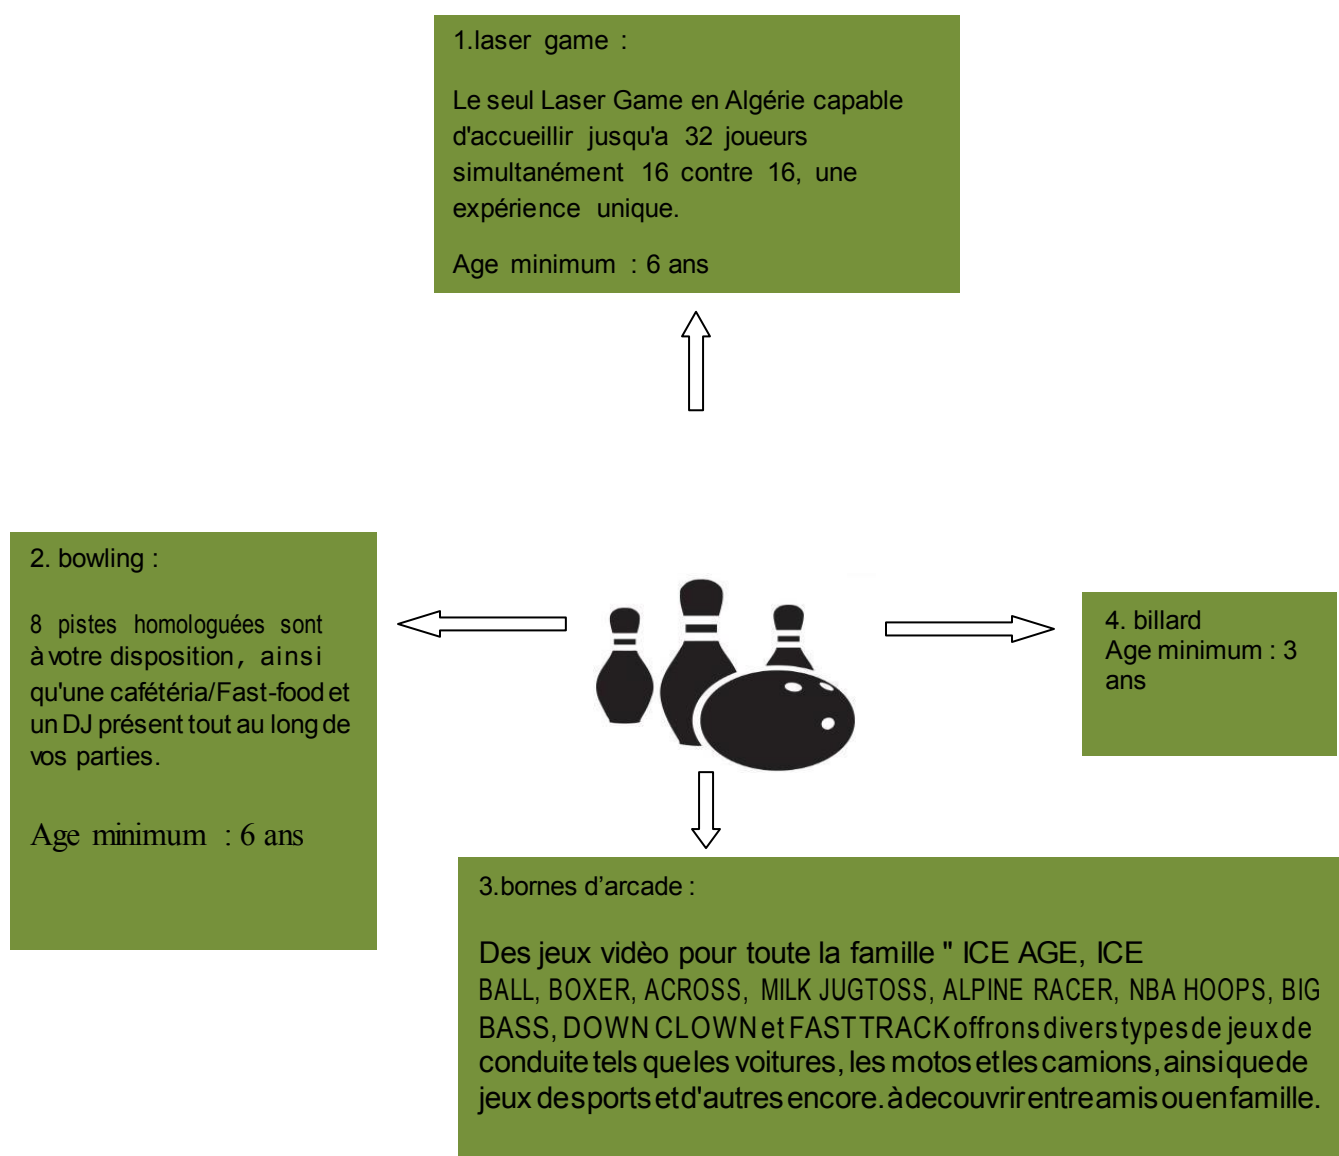 1.laser game :
Le seul Laser Game en Algérie capable
d'accueillir jusqu'a 32 joueurs
simultanément 16 contre 16, une
expérience unique.
Age minimum : 6 ans
2. bowling :
8 pistes homologuées sont
à votre disposition, ainsi
qu'une cafétéria/Fast-food et
un DJ présent tout au long de
vos parties.
Age minimum : 6 ans
4. billard
Age minimum : 3
ans
3.bornes d’arcade :
Des jeux vidèo pour toute la famille " ICE AGE, ICE
BALL, BOXER, ACROSS, MILK JUGTOSS, ALPINE RACER, NBA HOOPS, BIG
BASS, DOWN CLOWN et FAST TRACK offrons divers types de jeux de
conduite tels que les voitures, les motos et les camions, ainsi que de
jeux de sports et d'autres encore. à decouvrir entre amis ou en famille.